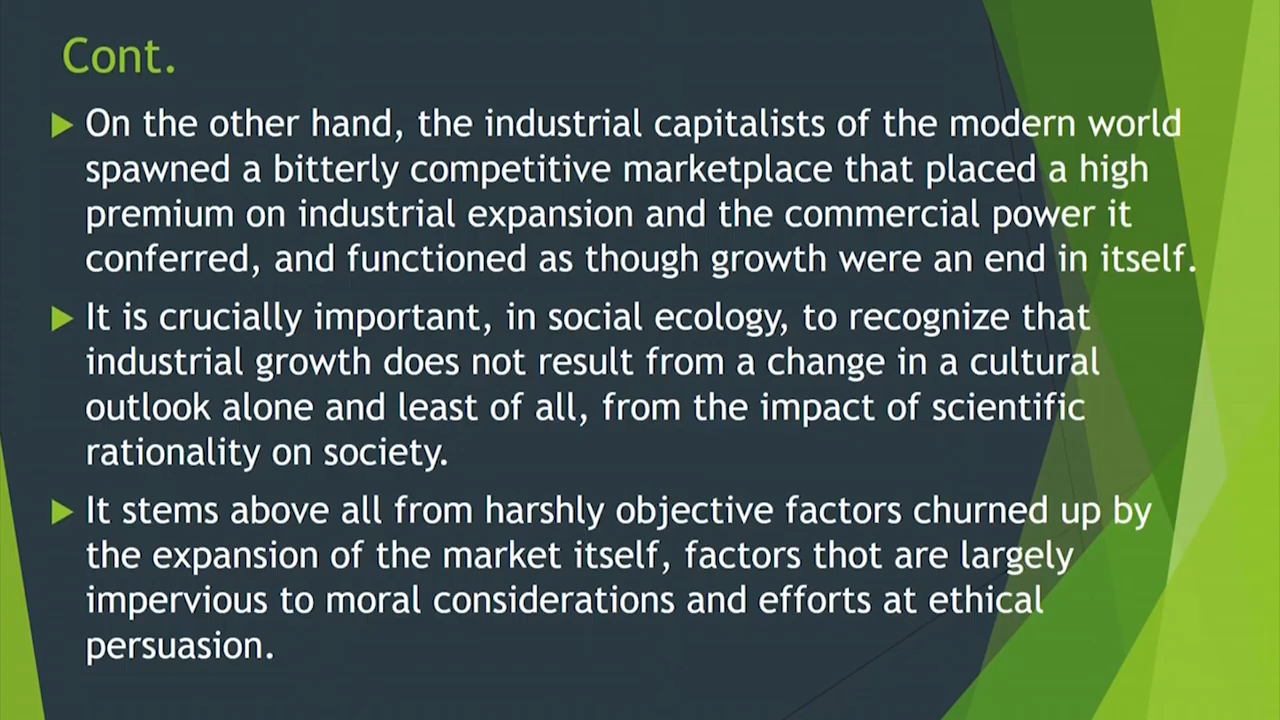 Cont.
On the other hand, the industrial capitalists of the modern world
spawned a bitterly competitive marketplace that placed a high
premium on industrial expansion and the commercial power it
conferred, and functioned as though growth were an end in itself.
It is crucially important, in social ecology, to recognize that
industrial growth does not result from a change in a cultural
outlook alone and least of all, from the impact of scientific
rationality on society.
It stems above all from harshly objective factors churned up by
the expansion of the market itself, factors thot are largely
impervious to moral considerations and efforts at ethical
persuasion.